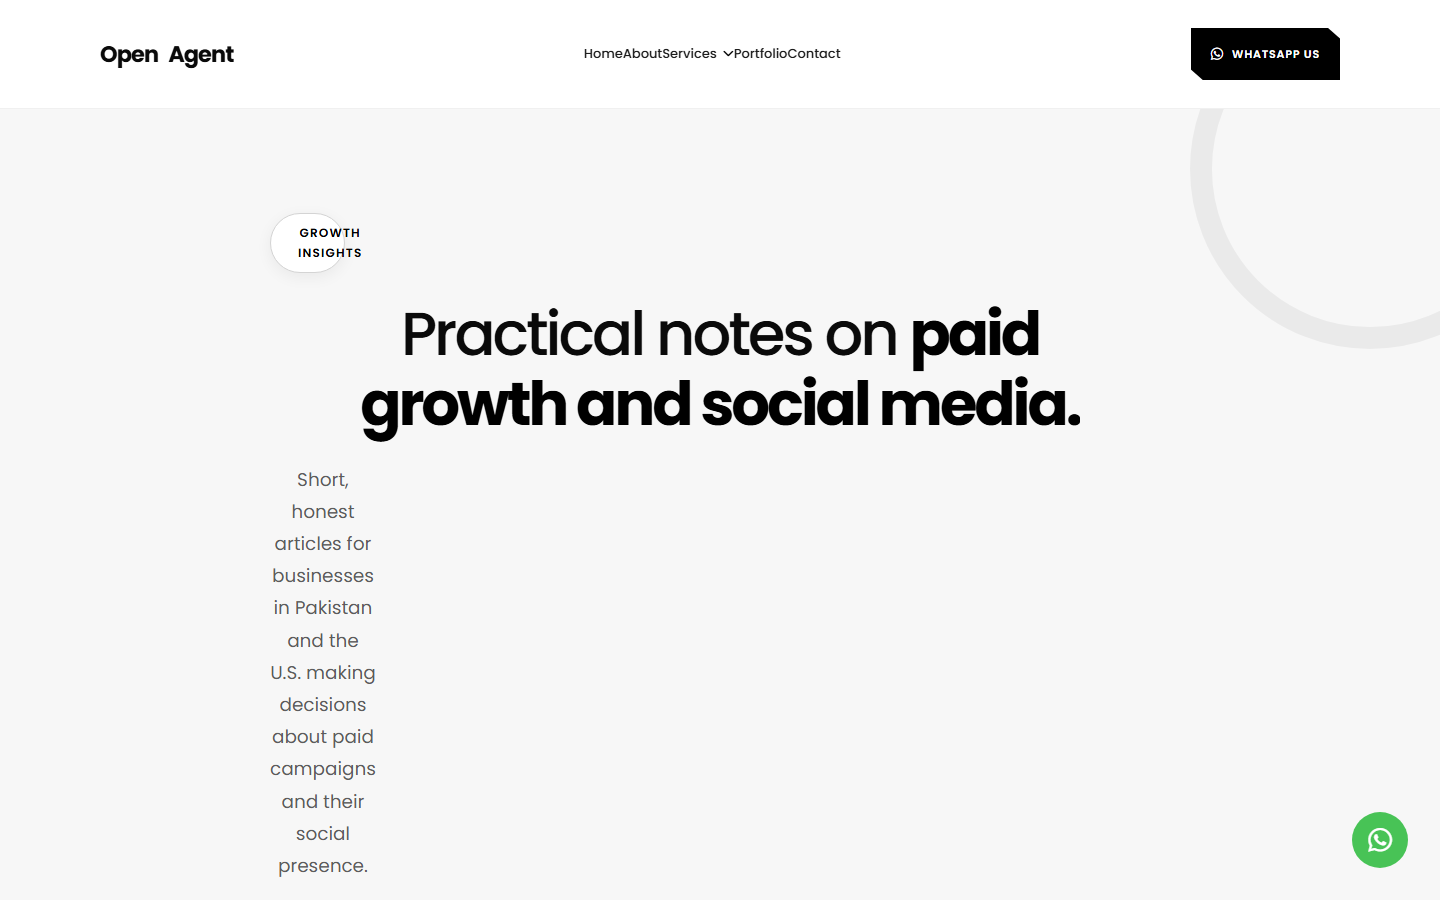 Open Agent
Home About Services Portfolio Contact
WHATSAPP US
GROWTH
INSIGHTS
Practical notes on paid
growth and social media.
Short,
honest
articles for
businesses
in Pakistan
and the
U.S. making
decisions
about paid
campaigns
and their
social
presence.